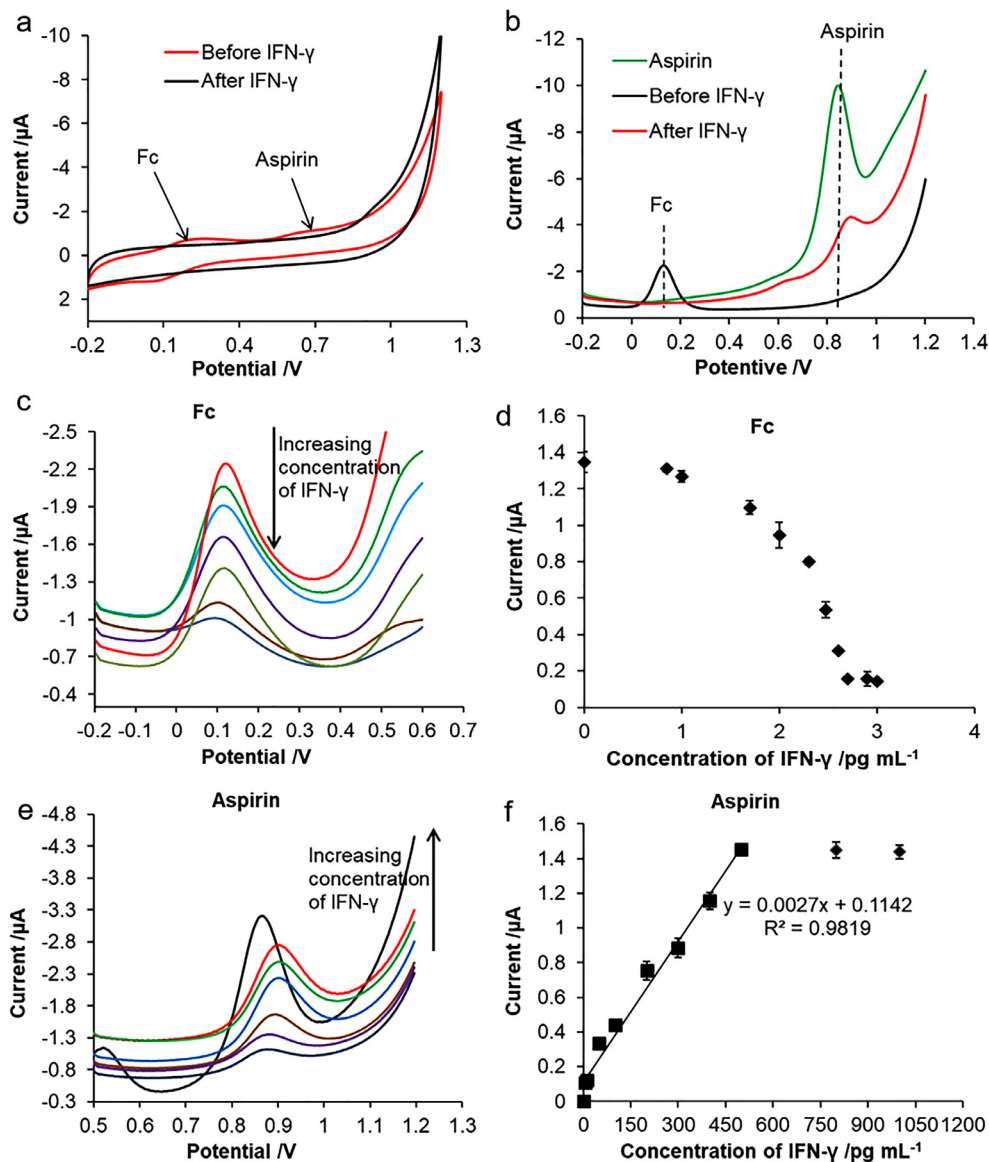 a
-10
-8
-6
-4
-2
0
2
Current /µA
Before IFN-γ
After IFN-γ
Fc
Aspirin
-0.2
0.1
0.4
0.7
1
1.3
Potential /V
b
-12
-10
-8
-6
-4
-2
0
Current /µA
Aspirin
Aspirin
Before IFN-γ
After IFN-γ
Fc
-0.2
0
0.2
0.4
0.6
0.8
1
1.2
1.4
Potentive /V
c
Fc
-2.5
-2.2
-1.9
-1.6
-1.3
-1
-0.7
-0.4
Current /µA
Increasing
concentration
of IFN-γ
-0.2
-0.1
0
0.1
0.2
0.3
0.4
0.5
0.6
0.7
Potential /V
d
Fc
1.6
1.4
1.2
1
0.8
0.6
0.4
0.2
0
Current /µA
0
1
2
3
4
Concentration of IFN-γ /pg mL-1
e
Aspirin
-4.8
-4.3
-3.8
-3.3
-2.8
-2.3
-1.8
-1.3
-0.8
-0.3
Current /µA
Increasing
concentration
of IFN-γ
0.5
0.6
0.7
0.8
0.9
1
1.1
1.2
1.3
Potential /V
f
Aspirin
1.6
1.4
1.2
1
0.8
0.6
0.4
0.2
0
Current /µA
y = 0.0027x + 0.1142
R² = 0.9819
0
150
300
450
600
750
900
1050
1200
Concentration of IFN-γ /pg mL-1